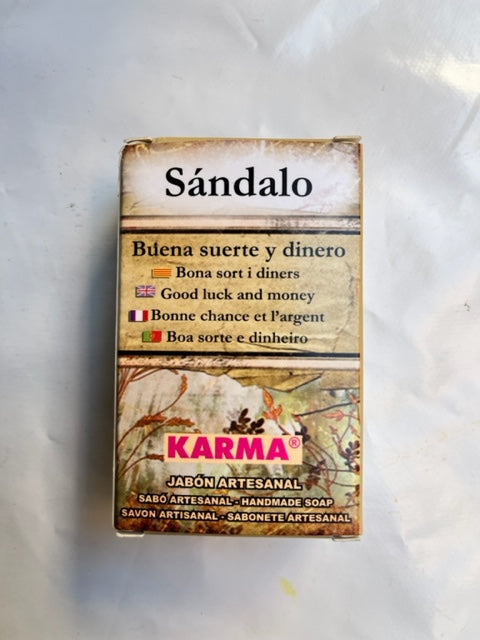 Sándalo
Buena suerte y dinero
Bona sort i diners
Good luck and money
Bonne chance et l'argent
Boa sorte e dinheiro
KARMA®
JABÓN ARTESANAL
SABÓ ARTESANAL - HANDMADE SOAP
SAVON ARTISANAL - SABONETE ARTESANAL